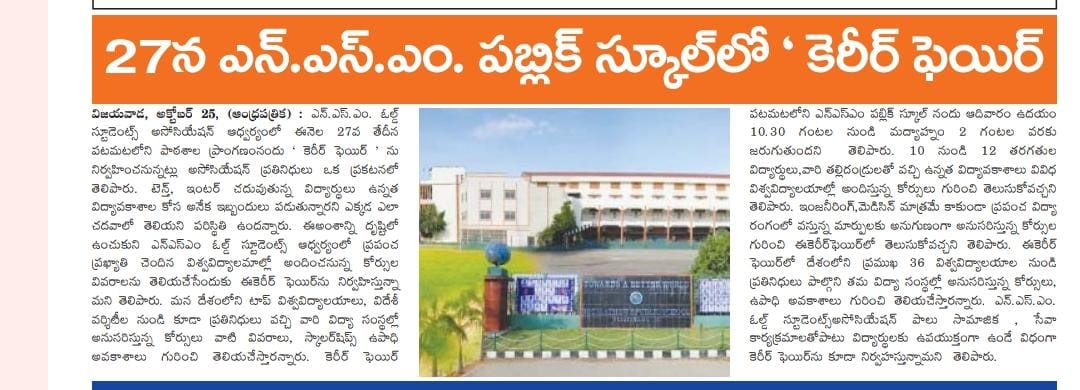 27న ఎన్.ఎస్.ఎం. పబ్లిక్ స్కూల్‌లో ‘ కెరీర్ ఫెయిర్
విజయవాడ, అక్టోబర్ 25, (ఆంధ్రపత్రిక) : ఎన్.ఎస్.ఎం. ఓల్డ్
స్టూడెంట్స్ అసోసియేషన్ ఆధ్వర్యంలో ఈనెల 27వ తేదీన
పటమటలోని పాఠశాల ప్రాంగణంనందు ‘ కెరీర్ ఫెయిర్ ’ ను
నిర్వహించనున్నట్లు అసోసియేషన్ ప్రతినిధులు ఒక ప్రకటనలో
తెలిపారు. టెన్త్, ఇంటర్ చదువుతున్న విద్యార్థులు ఉన్నత
విద్యావకాశాల కోస అనేక ఇబ్బందులు పడుతున్నారని ఎక్కడ ఎలా
చదవాలో తెలియని పరిస్థితి ఉందన్నారు. ఈఅంశాన్ని దృష్టిలో
ఉంచుకుని ఎన్ఎస్ఎం ఓల్డ్ స్టూడెంట్స్ ఆధ్వర్యంలో ప్రపంచ
ప్రఖ్యాతి చెందిన విశ్వవిద్యాలమాల్లో అందించనున్న కోర్సుల
వివరాలను తెలియచేసేందుకు ఈకెరీర్ ఫెయిర్‌ను నిర్వహిస్తున్నా
మని తెలిపారు. మన దేశంలోని టాప్ విశ్వవిద్యాలయాలు, విదేశీ
వర్శిటీల నుండి కూడా ప్రతినిధులు వచ్చి వారి విద్యా సంస్థల్లో
అనుసరిస్తున్న కోర్సులు వాటి వివరాలు, స్కాలర్‌షిప్స్ ఉపాధి
అవకాశాలు గురించి తెలియచేస్తారన్నారు. కెరీర్ ఫెయిర్
TOWARDS A BETTER WORLD
పటమటలోని ఎన్ఎస్ఎం పబ్లిక్ స్కూల్ నందు ఆదివారం ఉదయం
10.30 గంటల నుండి మద్యాహ్నం 2 గంటల వరకు
జరుగుతుందని తెలిపారు. 10 నుండి 12 తరగతుల
విద్యార్థులు,వారి తల్లిదండ్రులతో వచ్చి ఉన్నత విద్యావకాశాలు వివిధ
విశ్వవిద్యాలయాల్లో అందిస్తున్న కోర్సులు గురించి తెలుసుకోవచ్చని
తెలిపారు. ఇంజనీరింగ్,మెడిసిన్ మాత్రమే కాకుండా ప్రపంచ విద్యా
రంగంలో వస్తున్న మార్పులకు అనుగుణంగా అనుసరిస్తున్న కోర్సుల
గురించి ఈకెరీర్‌ఫెయిర్‌లో తెలుసుకోవచ్చని తెలిపారు. ఈకెరీర్
ఫెయిర్‌లో దేశంలోని ప్రముఖ 36 విశ్వవిద్యాలయాల నుండి
ప్రతినిధులు పాల్గొని తమ విద్యా సంస్థల్లో అనుసరిస్తున్న కోర్సులు,
ఉపాధి అవకాశాలు గురించి తెలియచేస్తారన్నారు. ఎన్.ఎస్.ఎం.
ఓల్డ్ స్టూడెంట్స్‌అసోసియేషన్ పాలు సామాజిక , సేవా
కార్యక్రమాలతోపాటు విద్యార్థులకు ఉపయుక్తంగా ఉండే విధంగా
కెరీర్ ఫెయిర్‌ను కూడా నిర్వహస్తున్నామని తెలిపారు.